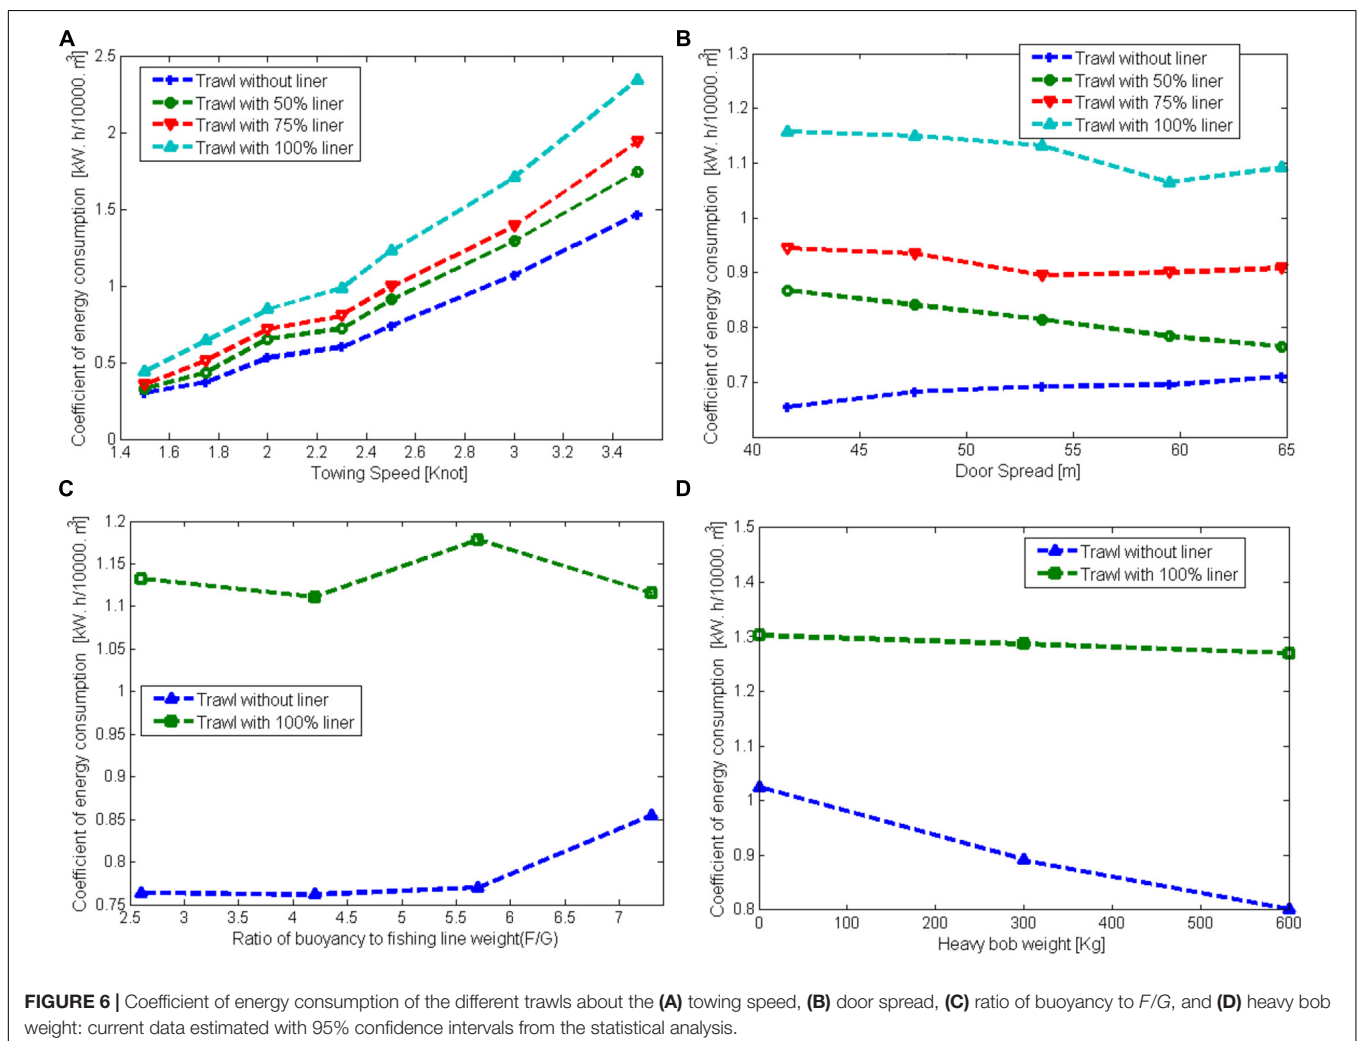 A
Coefficient of energy consumption [kW. h/10000. m³]
2.5
2
1.5
1
0.5
0
Trawl without liner
Trawl with 50% liner
Trawl with 75% liner
Trawl with 100% liner
1.4 1.6 1.8 2 2.2 2.4 2.6 2.8 3 3.2 3.4
Towing Speed [Knot]
B
Coefficient of energy consumption [kW. h/10000. m³]
1.3
1.2
1.1
1
0.9
0.8
0.7
Trawl without liner
Trawl with 50% liner
Trawl with 75% liner
Trawl with 100% liner
40 45 50 55 60 65
Door Spread [m]
C
Coefficient of energy consumption [kW. h/10000. m³]
1.2
1.15
1.1
1.05
1
0.95
0.9
0.85
0.8
0.75
Trawl without liner
Trawl with 100% liner
2.5 3 3.5 4 4.5 5 5.5 6 6.5 7
Ratio of buoyancy to fishing line weight(F/G)
D
Coefficient of energy consumption [kW. h/10000. m³]
1.5
1.4
1.3
1.2
1.1
1
0.9
0.8
Trawl without liner
Trawl with 100% liner
0 100 200 300 400 500 600
Heavy bob weight [Kg]
FIGURE 6 | Coefficient of energy consumption of the different trawls about the (A) towing speed, (B) door spread, (C) ratio of buoyancy to F/G, and (D) heavy bob
weight: current data estimated with 95% confidence intervals from the statistical analysis.